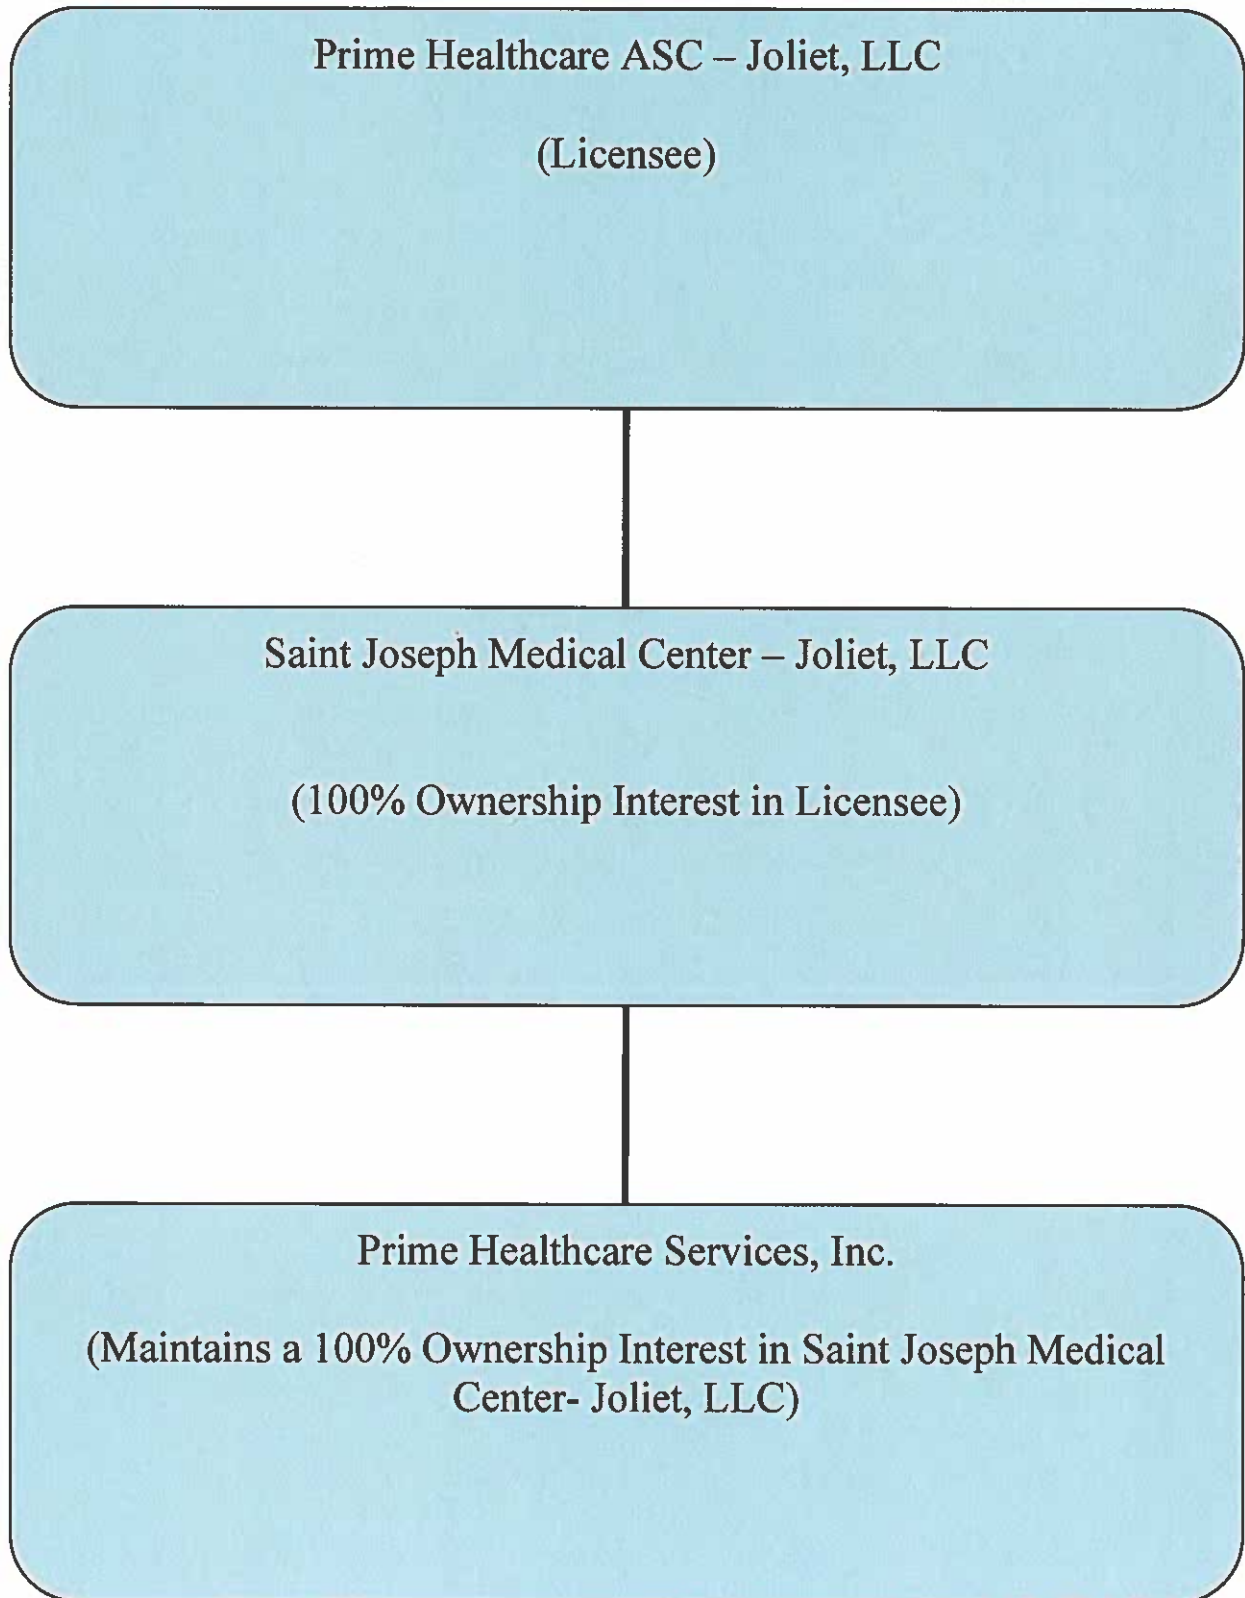 Prime Healthcare ASC – Joliet, LLC
(Licensee)
Saint Joseph Medical Center – Joliet, LLC
(100% Ownership Interest in Licensee)
Prime Healthcare Services, Inc.
(Maintains a 100% Ownership Interest in Saint Joseph Medical
Center- Joliet, LLC)